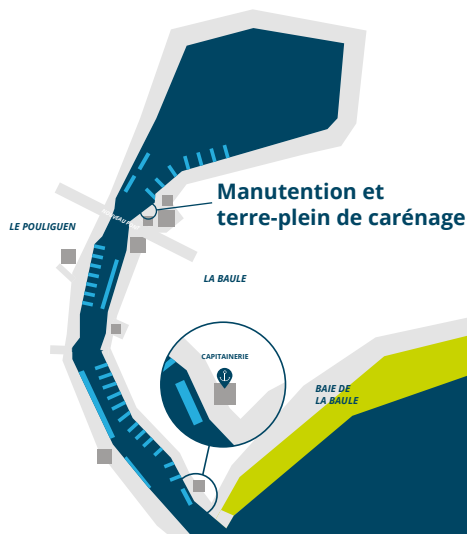 Manutention et
terre-plein de carénage
LE POULIGUEN
LA BAULE
CAPITAINERIE
BAIE DE
LA BAULE